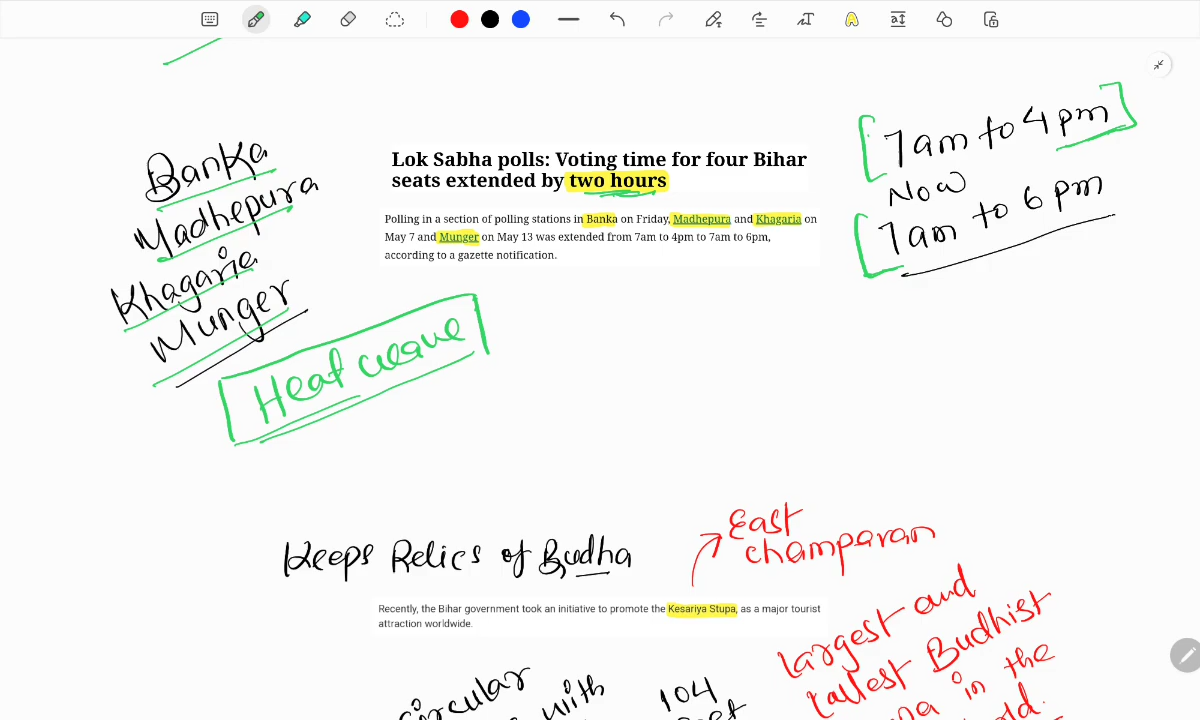 [7am to 4pm]
Banka
Lok Sabha polls: Voting time for four Bihar
seats extended by two hours
Madhepura
Now
[7am to 6pm
Polling in a section of polling stations in Banka on Friday, Madhepura and Khagaria on
May 7 and Munger on May 13 was extended from 7am to 4pm to 7am to 6pm,
according to a gazette notification.
Khagaria
Munger
Heat wave
East
champaran
Keeps Relics of Budha
Recently, the Bihar government took an initiative to promote the Kesariya Stupa, as a major tourist
attraction worldwide.
largest and
tallest Budhist
in the
circular
with
104